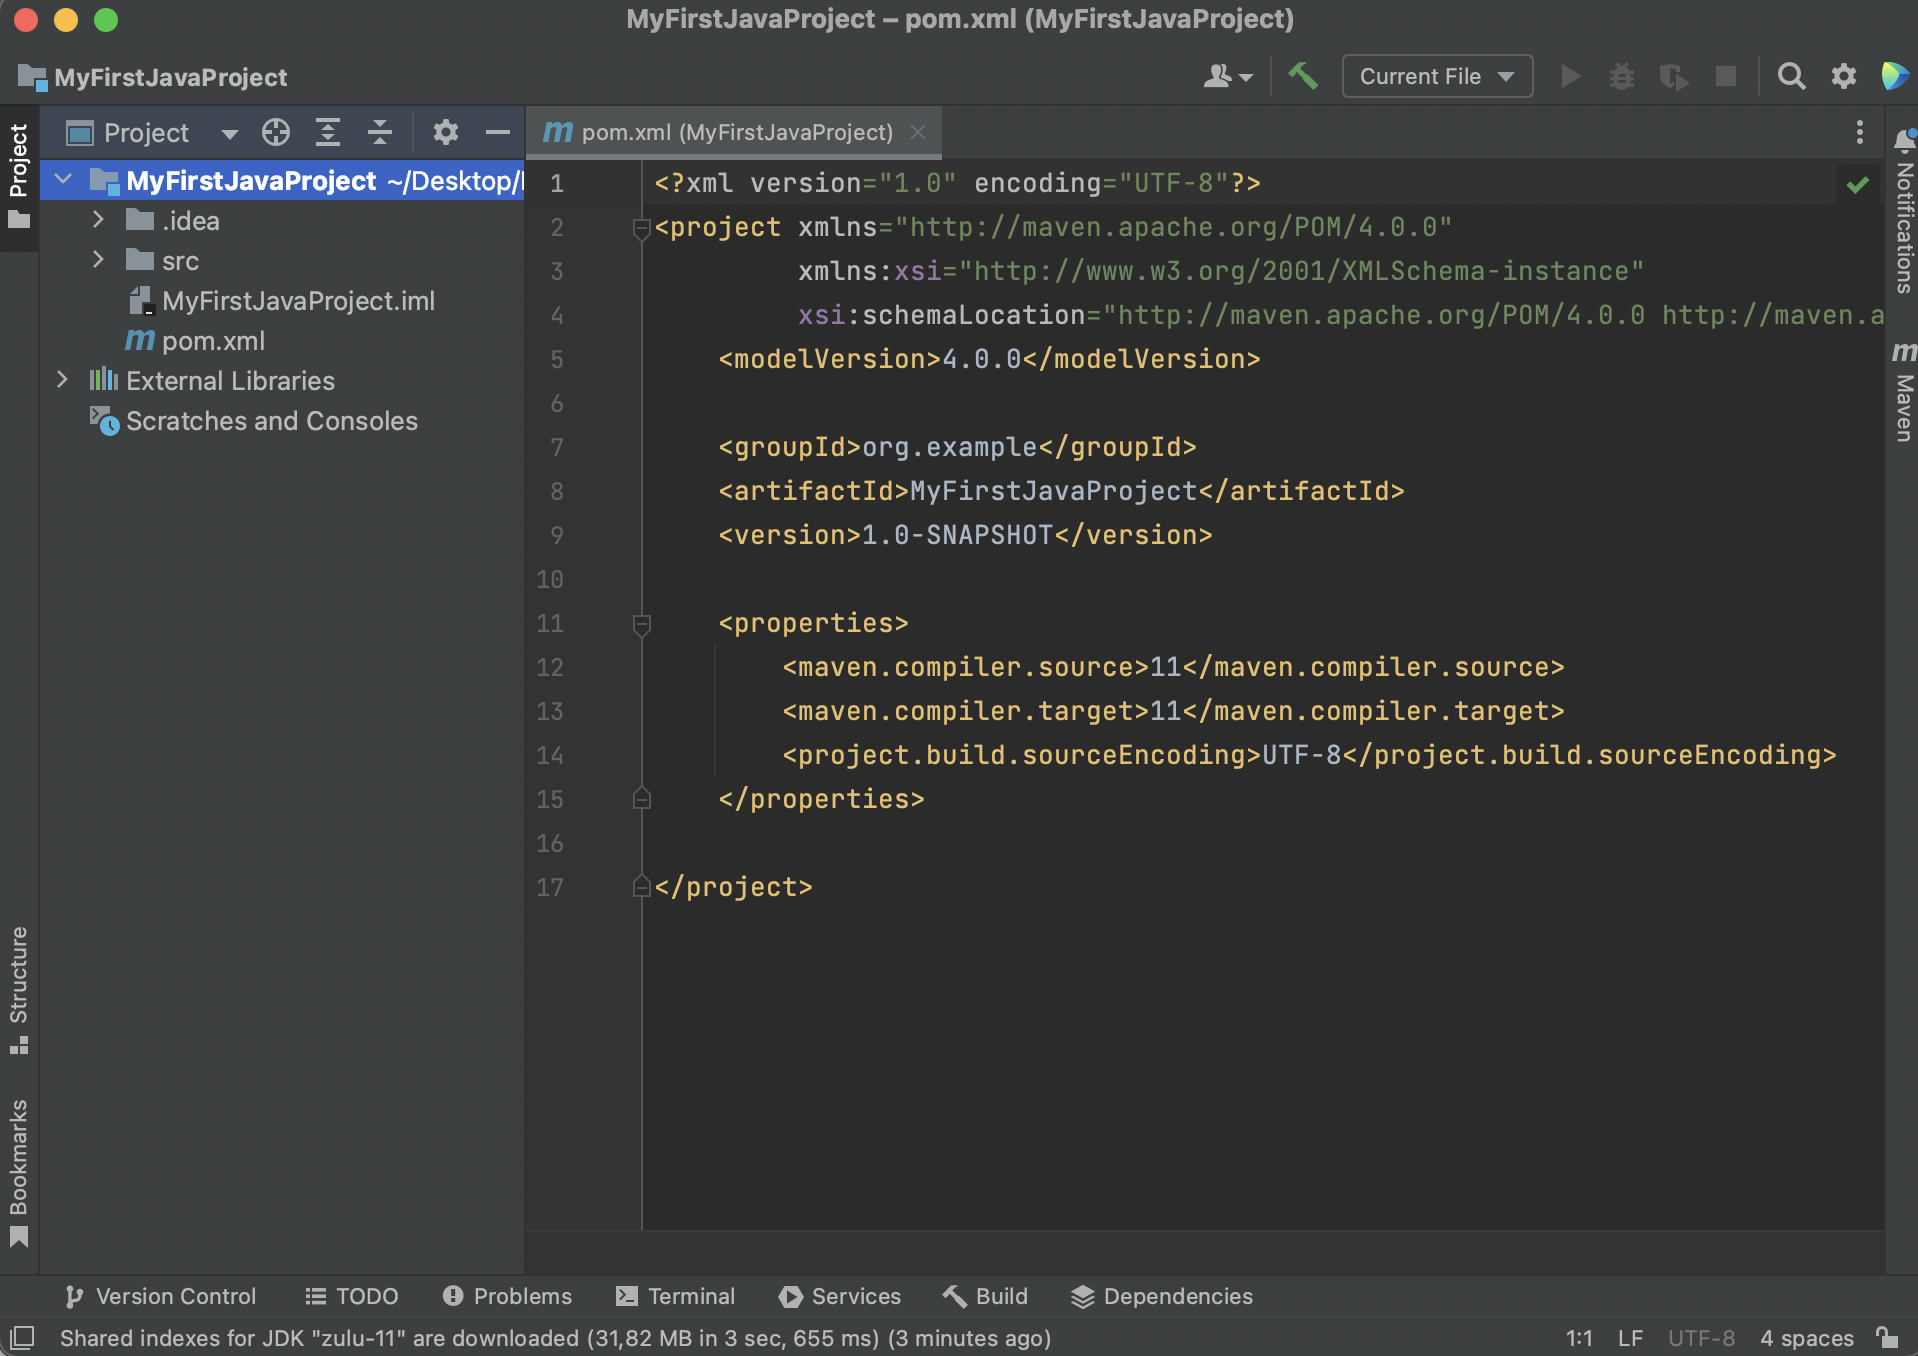 MyFirstJavaProject – pom.xml (MyFirstJavaProject)
MyFirstJavaProject
Current File
Project
Project
pom.xml (MyFirstJavaProject)
MyFirstJavaProject ~/Desktop/
.idea
src
MyFirstJavaProject.iml
pom.xml
External Libraries
Scratches and Consoles
1 <?xml version="1.0" encoding="UTF-8"?>
2 <project xmlns="http://maven.apache.org/POM/4.0.0"
3 xmlns:xsi="http://www.w3.org/2001/XMLSchema-instance"
4 xsi:schemaLocation="http://maven.apache.org/POM/4.0.0 http://maven.a
5 <modelVersion>4.0.0</modelVersion>
6
7 <groupId>org.example</groupId>
8 <artifactId>MyFirstJavaProject</artifactId>
9 <version>1.0-SNAPSHOT</version>
10
11 <properties>
12 <maven.compiler.source>11</maven.compiler.source>
13 <maven.compiler.target>11</maven.compiler.target>
14 <project.build.sourceEncoding>UTF-8</project.build.sourceEncoding>
15 </properties>
16
17 </project>
Notifications
Maven
Structure
Bookmarks
Version Control TODO Problems Terminal Services Build Dependencies
Shared indexes for JDK "zulu-11" are downloaded (31,82 MB in 3 sec, 655 ms) (3 minutes ago) 1:1 LF UTF-8 4 spaces